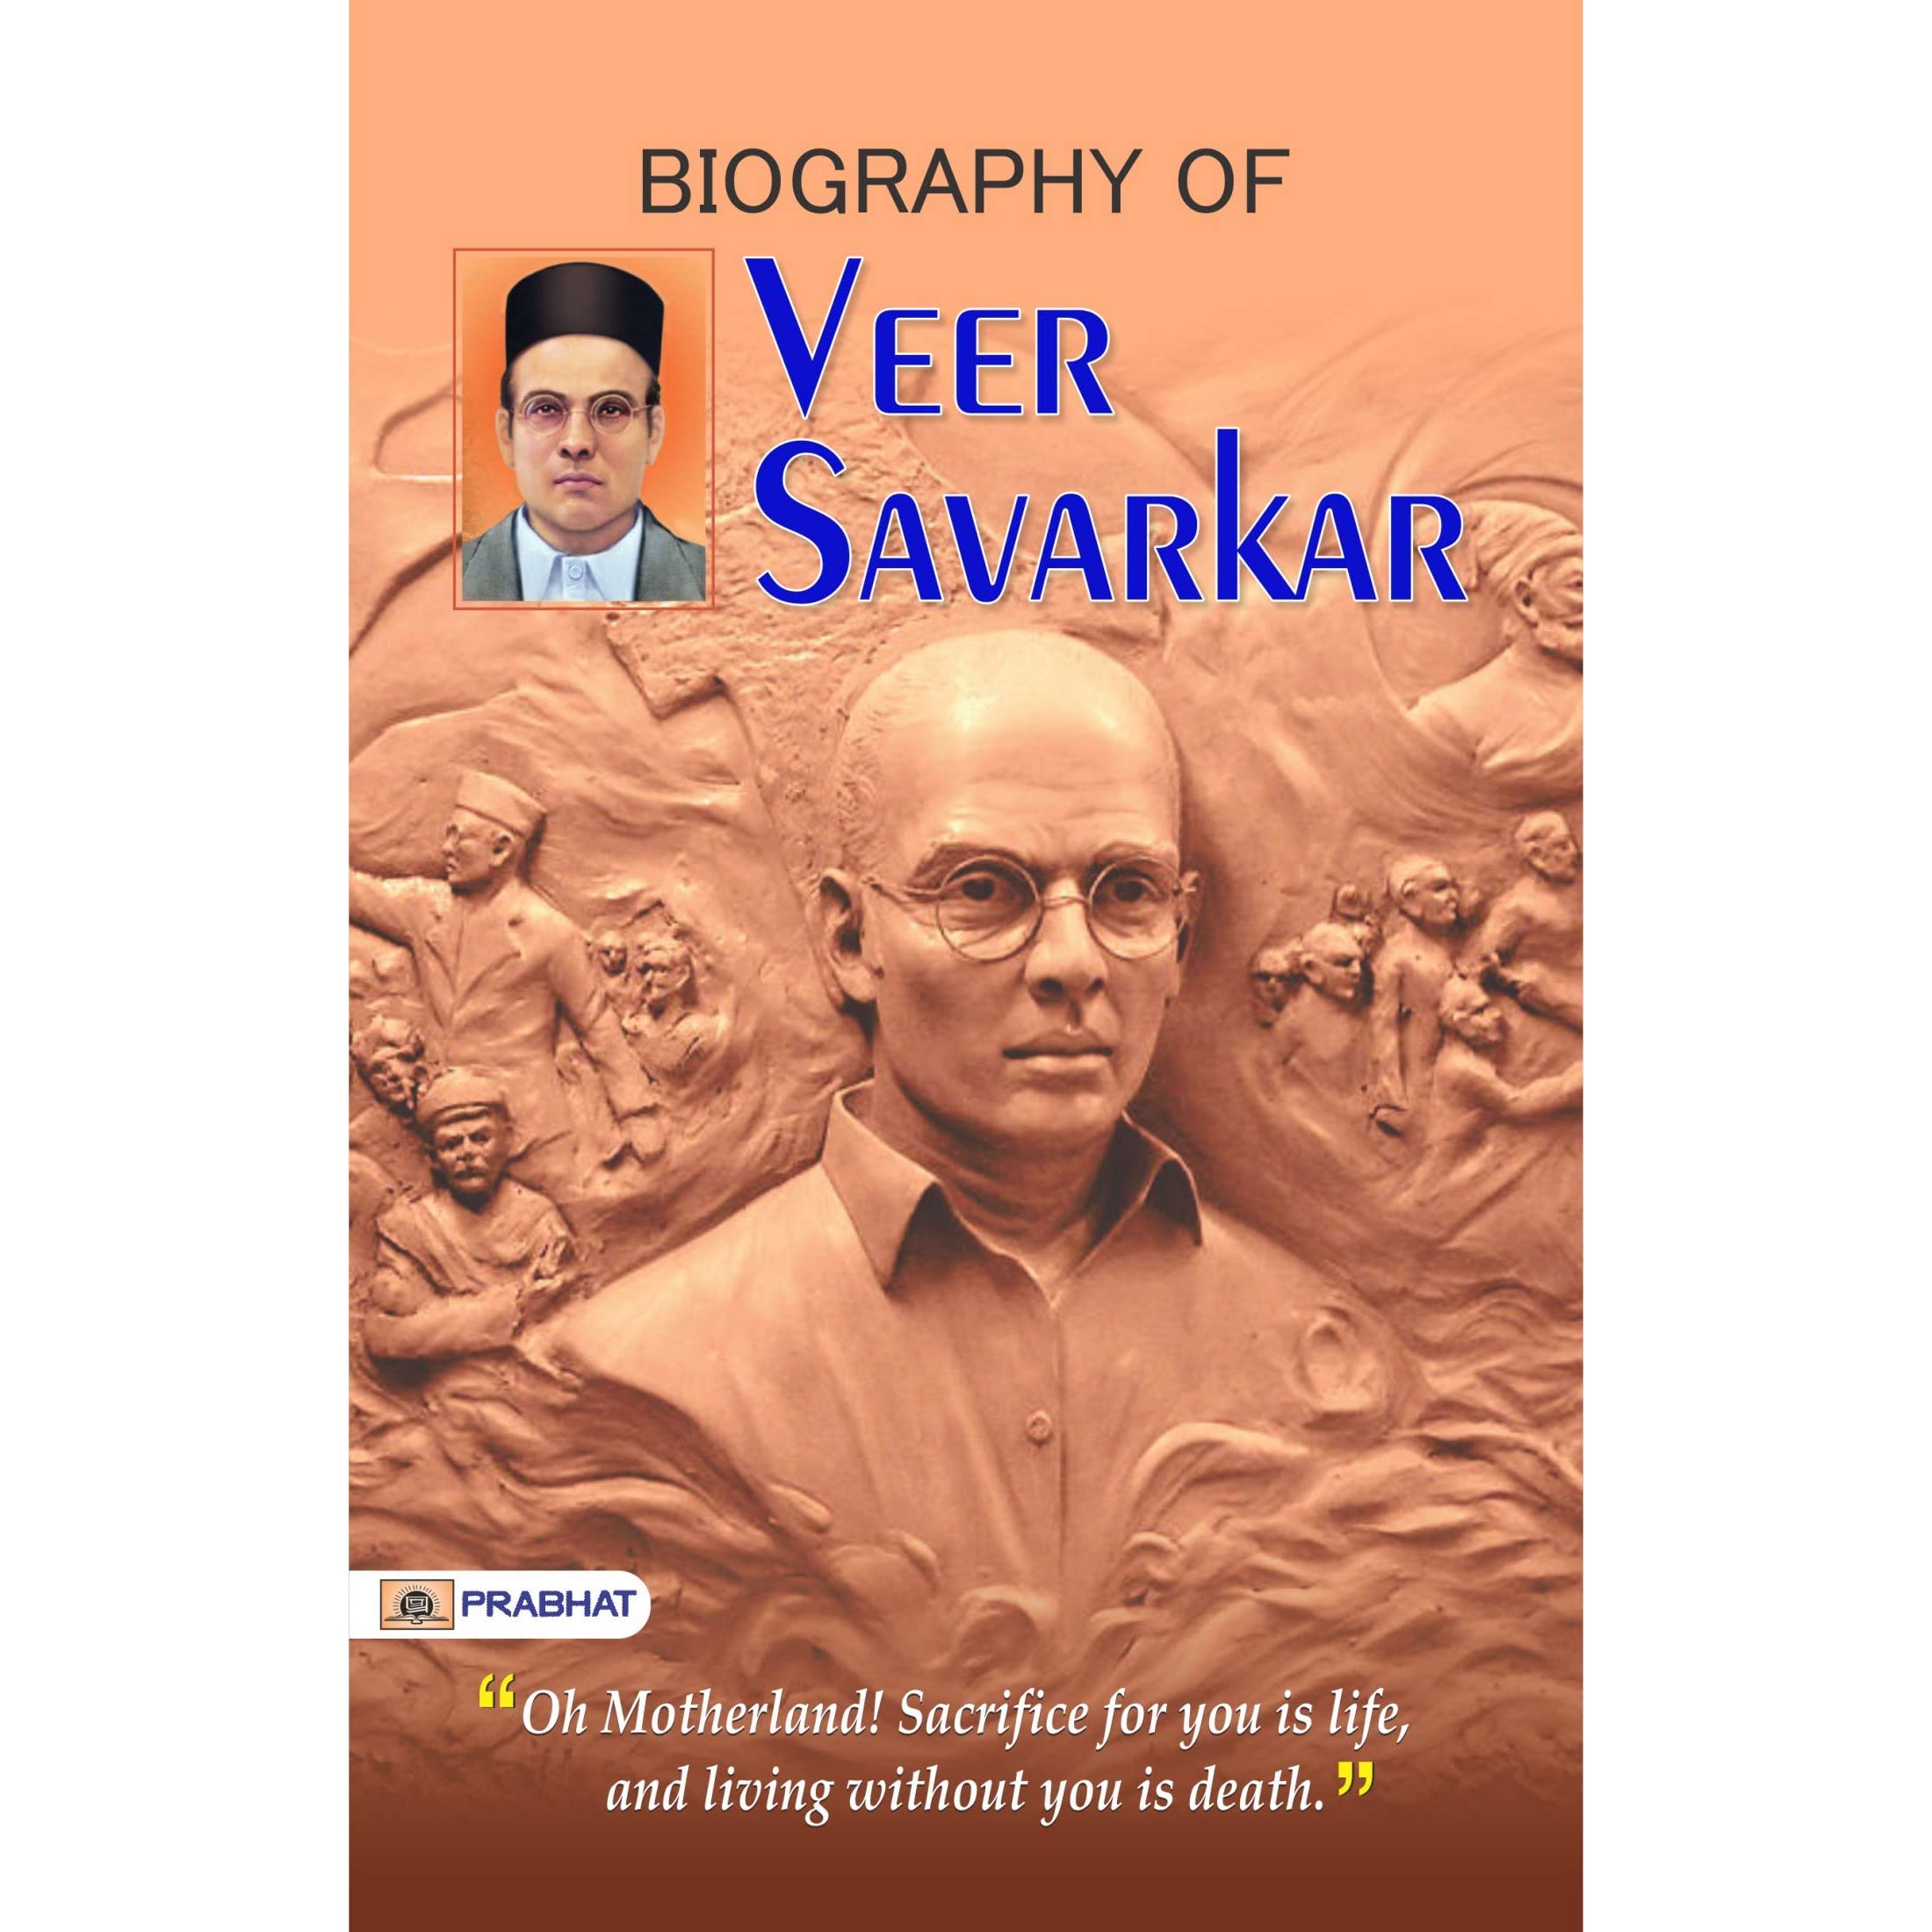 BIOGRAPHY OF
VEER
SAVARKAR
PRABHAT
“Oh Motherland! Sacrifice for you is life,
and living without you is death.”